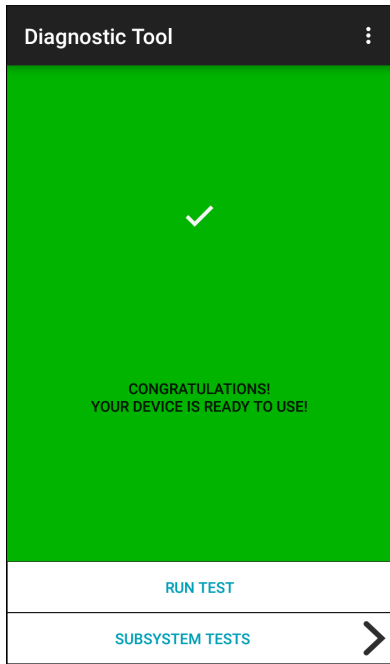 Diagnostic Tool
CONGRATULATIONS!
YOUR DEVICE IS READY TO USE!
RUN TEST
SUBSYSTEM TESTS